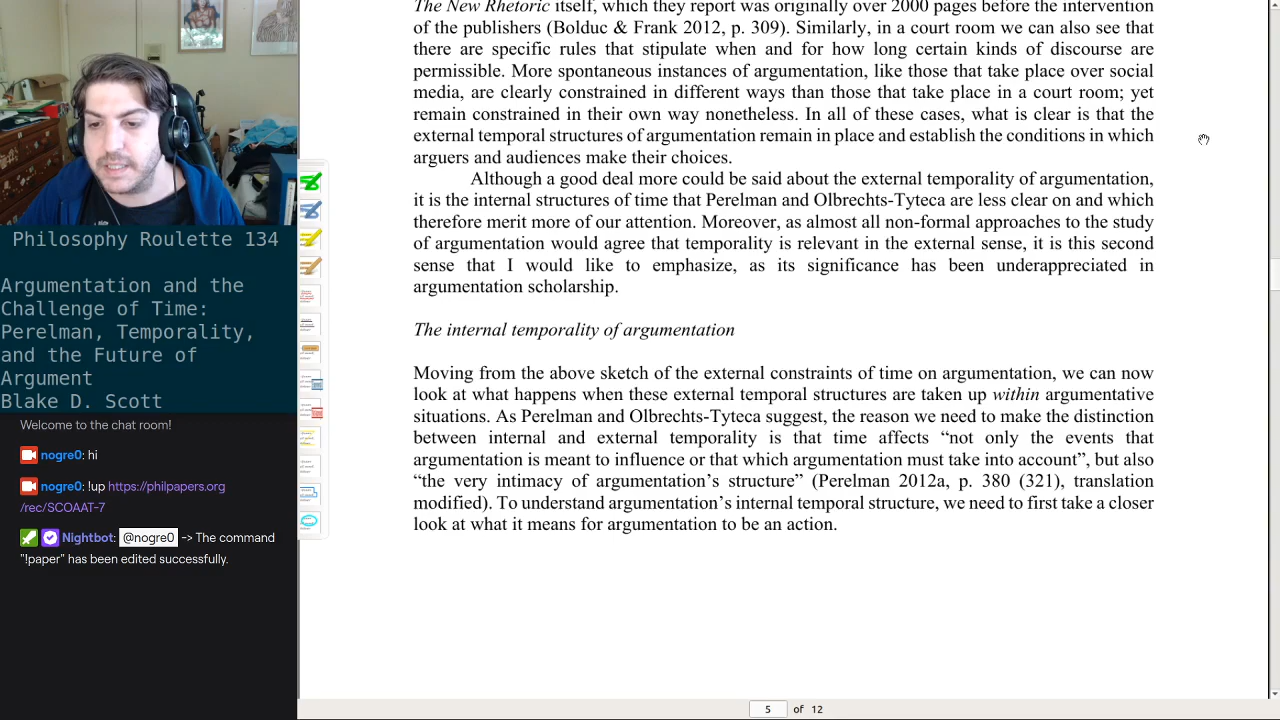 The New Rhetoric itself, which they report was originally over 2000 pages before the intervention
of the publishers (Bolduc & Frank 2012, p. 309). Similarly, in a court room we can also see that
there are specific rules that stipulate when and for how long certain kinds of discourse are
permissible. More spontaneous instances of argumentation, like those that take place over social
media, are clearly constrained in different ways than those that take place in a court room; yet
remain constrained in their own way nonetheless. In all of these cases, what is clear is that the
external temporal structures of argumentation remain in place and establish the conditions in which
arguers and audiences make their choices.
Although a good deal more could be said about the external temporality of argumentation,
it is the internal structures of time that Perelman and Olbrechts-Tyteca are less clear on and which
therefore merit more of our attention. Moreover, since most all non-formal approaches to the study
of argumentation would agree that temporality is relevant in the external sense, it is this second
sense that I would like to emphasize, as its significance has been underappreciated in
argumentation scholarship.
The internal temporality of argumentation
Moving from the above sketch of the external constraints of time on argumentation, we can now
look to what happens when these external, impersonal structures are taken up in the argumentative
situation. As Perelman and Olbrechts-Tyteca suggest in their discussion of time, the distinction
between internal and external temporality indicates that time is not only something that
argumentation is meant to influence or that which argumentation must take into account, but also
“the very intimacy of argumentation's structure” (Perelman 2022a, p. 380 (321), translation
modified). To understand argumentation's internal temporal structure, we need to first take a closer
look at what it means for argumentation to be an action.
5 of 12
Philosophy Roulette 134
Argumentation and the
Challenge of Time:
Perelman, Temporality,
and the Future of
Argument
Blade D. Scott
Welcome to the chat room!
nogre0: hi
nogre0: !up https://philpapers.org
/rec/SCOAAT-7
Nightbot: @nogre0 -> The command
"!paper" has been edited successfully.